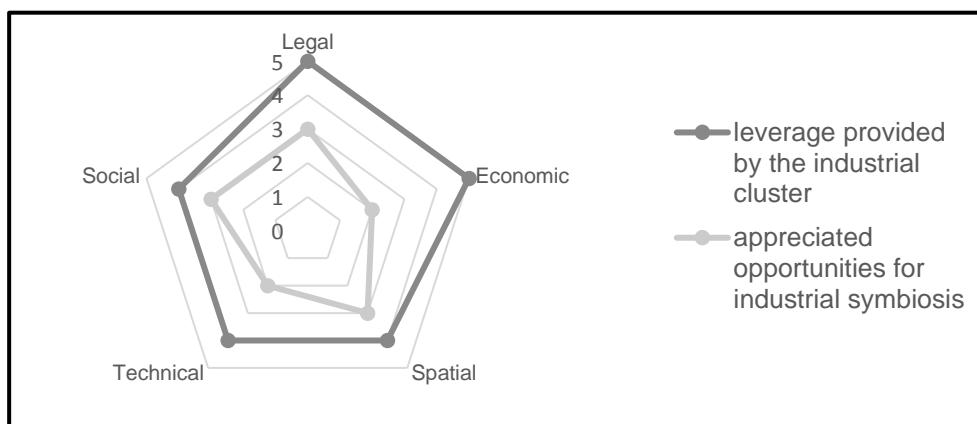 Legal
5
4
3
2
1
0
Economic
Spatial
Technical
Social
leverage provided
by the industrial
cluster
appreciated
opportunities for
industrial symbiosis